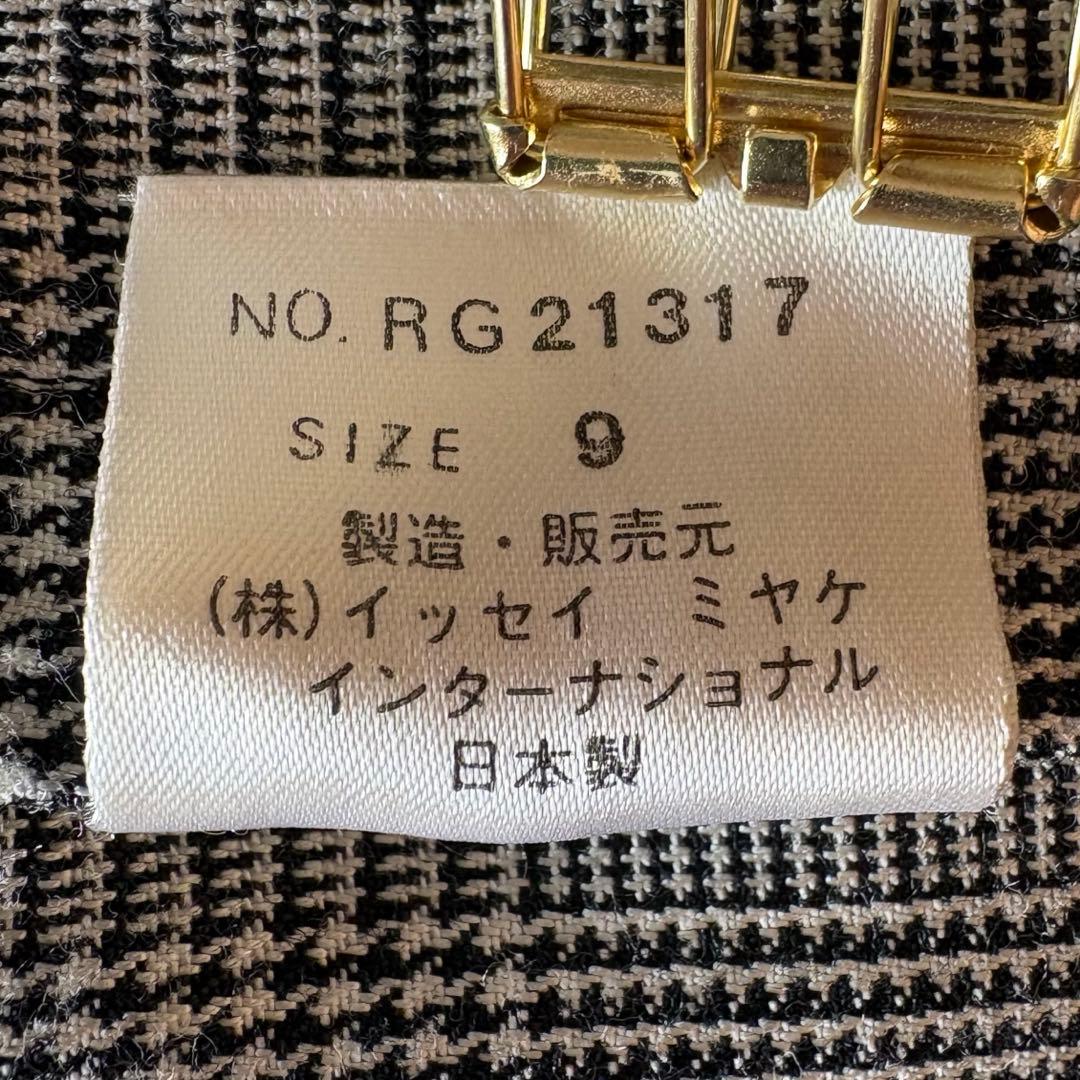 NO. RG21317
SIZE 9
製造・販売元
(株)イッセイ ミヤケ
インターナショナル
日本製